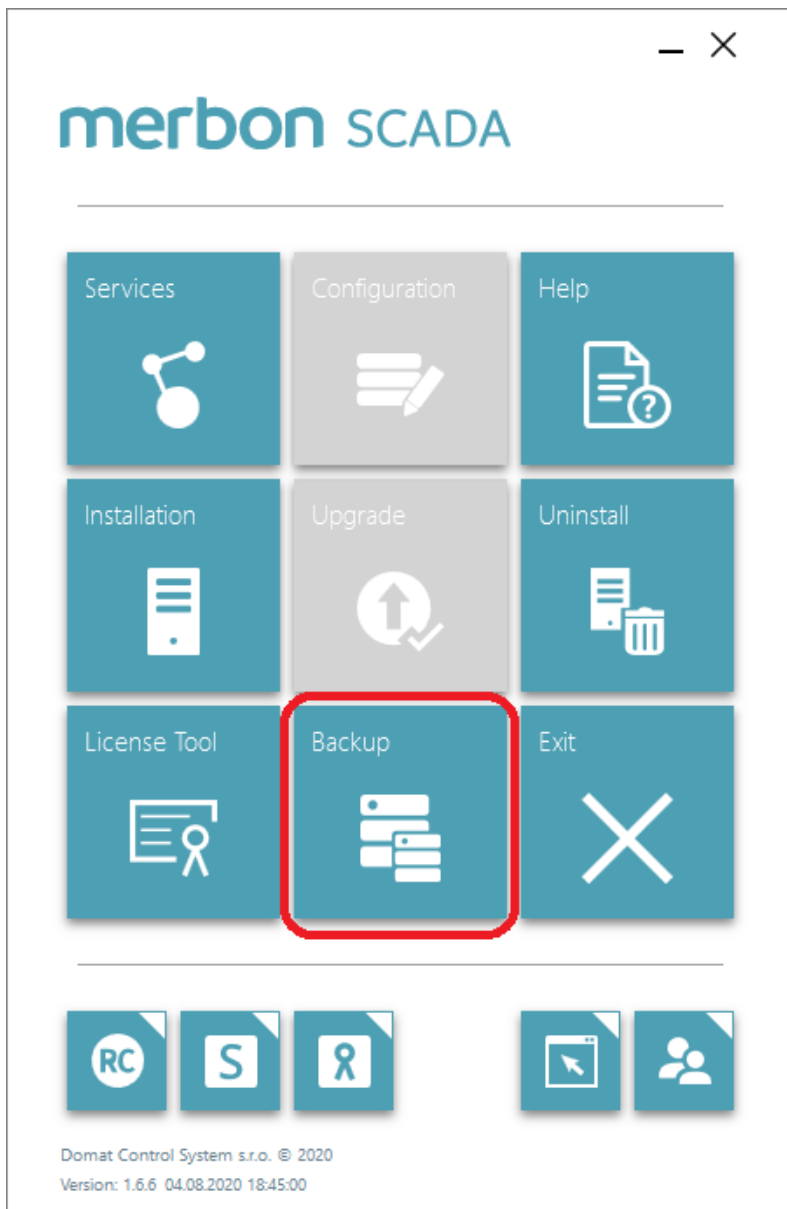 merbon SCADA
Services
Configuration
Help
?
Installation
Upgrade
Uninstall
License Tool
Backup
Exit
RC
S
Domat Control System s.r.o. © 2020
Version: 1.6.6 04.08.2020 18:45:00